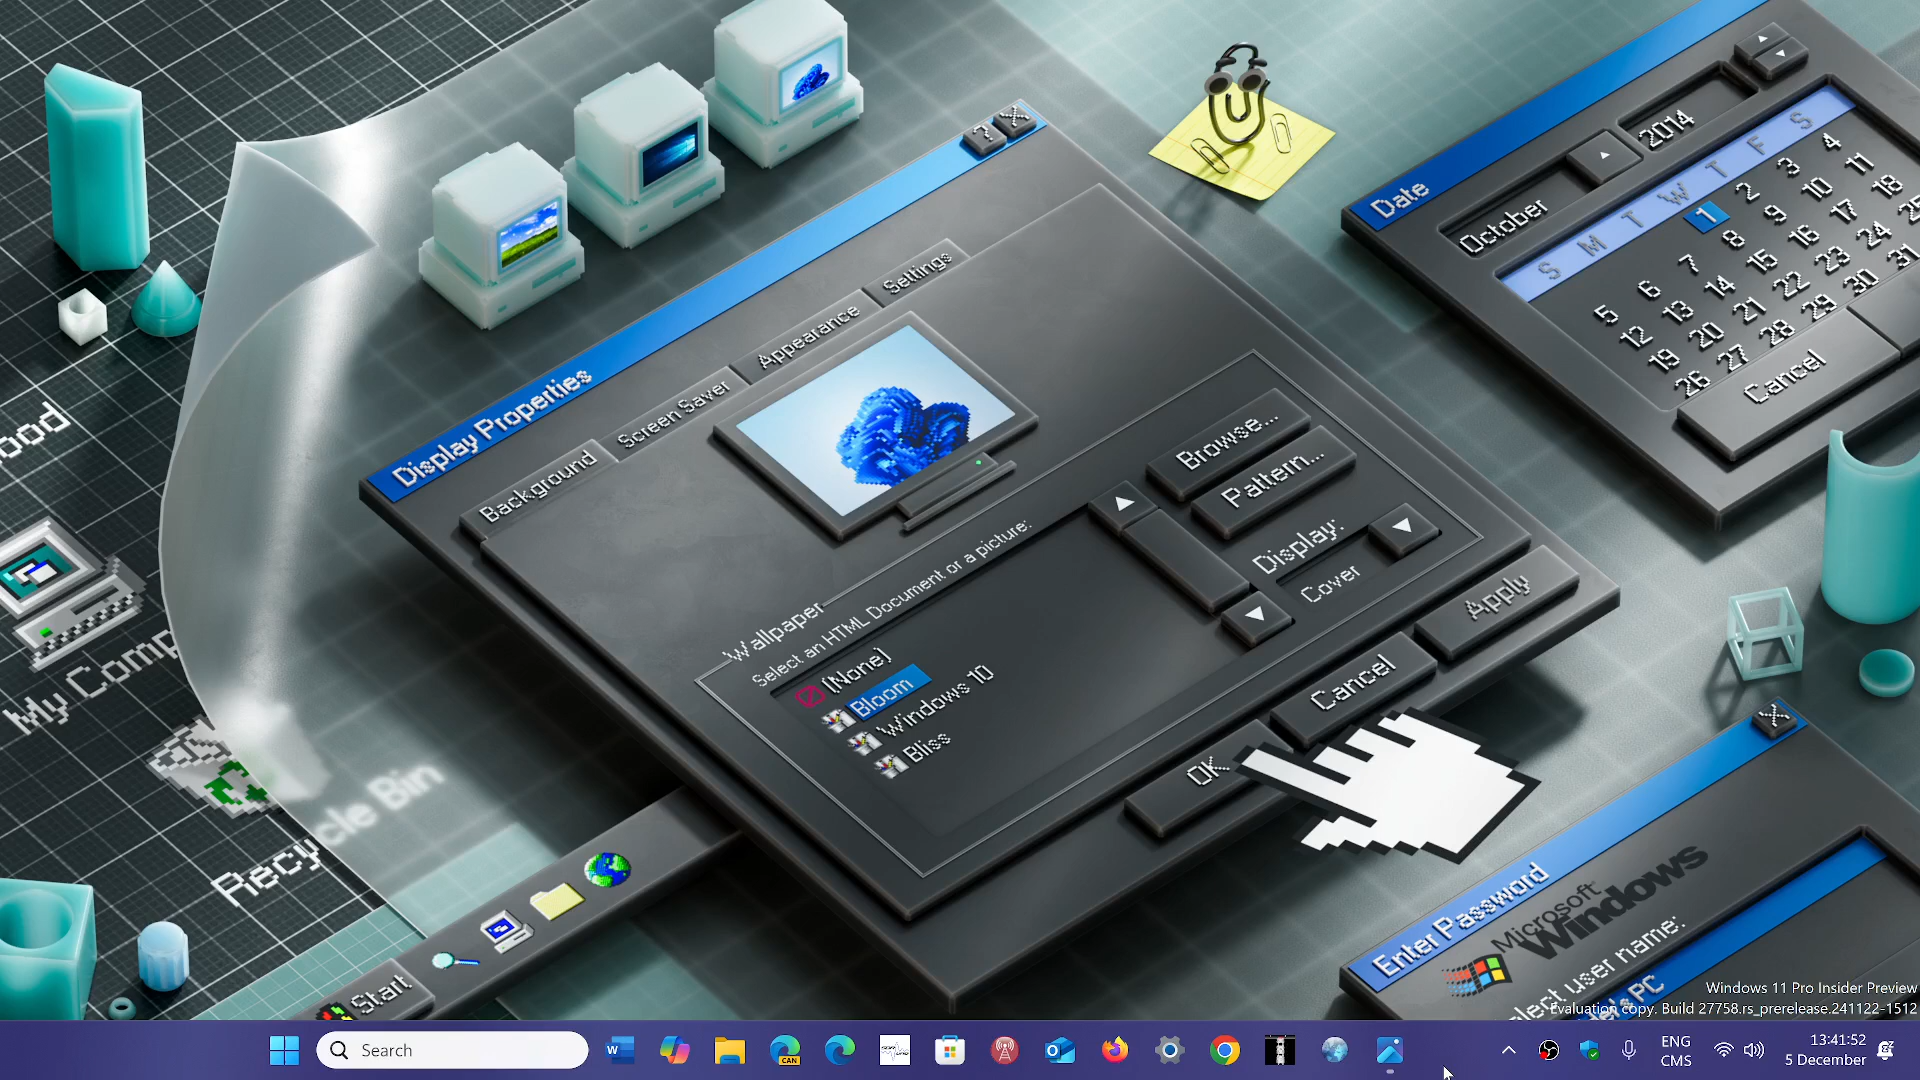 Display Properties
?
Background
Screen Saver
Appearance
Settings
Wallpaper
Select an HTML Document or a picture:
(None)
Bloom
Windows 10
Bliss
Browse...
Pattern...
Display:
Cover
OK
Cancel
Apply
Date
October
2014
S M T W T F S
1 2 3 4
5 6 7 8 9 10 11
12 13 14 15 16 17 18
19 20 21 22 23 24 25
26 27 28 29 30 31
Cancel
My Comp
Recycle Bin
Start
Enter Password
Microsoft
Windows
elect user name:
's PC
Windows 11 Pro Insider Preview
Evaluation copy. Build 27758.rs_prerelease.241122-1512
Search
W
CAN
ENG
CMS
13:41:52
5 December